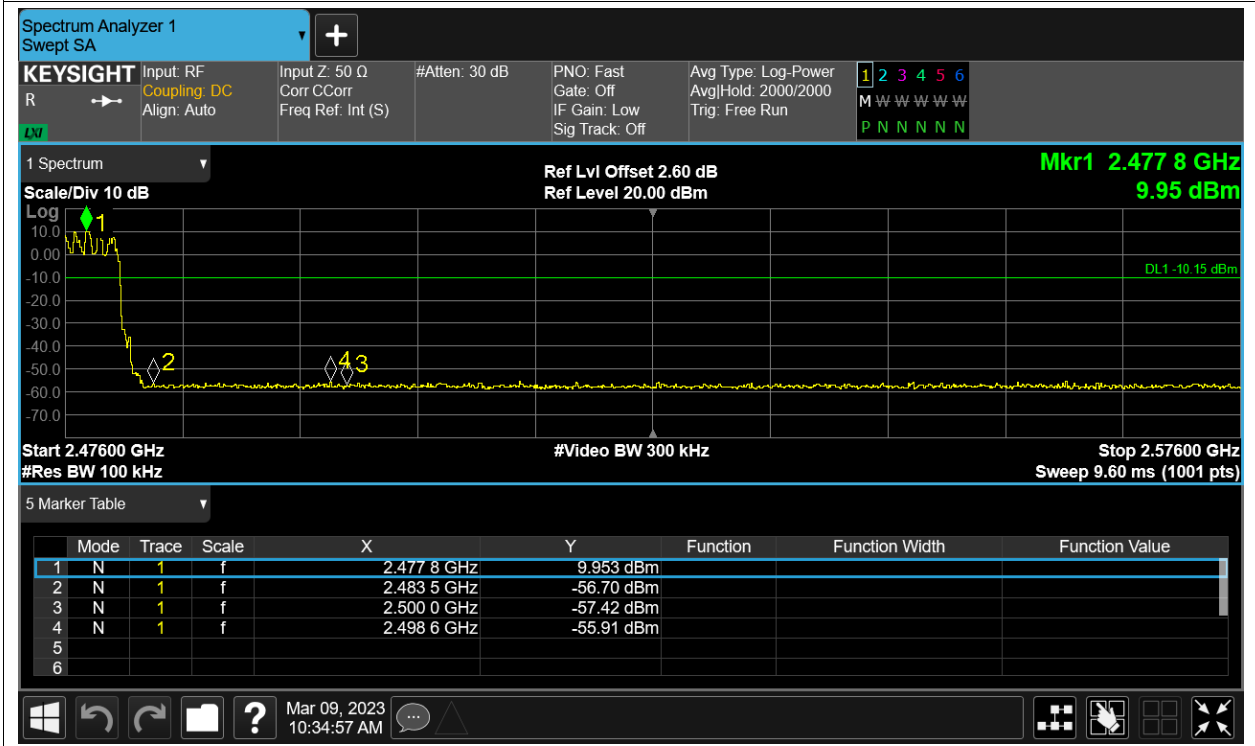 Spectrum Analyzer 1
Swept SA
+
KEYSIGHT
R
LXI
Input: RF
Coupling: DC
Align: Auto
Input Z: 50 Ω
Corr CCorr
Freq Ref: Int (S)
#Atten: 30 dB
PNO: Fast
Gate: Off
IF Gain: Low
Sig Track: Off
Avg Type: Log-Power
Avg|Hold: 2000/2000
Trig: Free Run
1 2 3 4 5 6
M W W W W W
P N N N N N
1 Spectrum
Scale/Div 10 dB
Ref Lvl Offset 2.60 dB
Ref Level 20.00 dBm
Mkr1 2.477 8 GHz
9.95 dBm
Log
10.0
0.00
-10.0
-20.0
-30.0
-40.0
-50.0
-60.0
-70.0
1
2
4 3
DL1 -10.15 dBm
Start 2.47600 GHz
#Video BW 300 kHz
Stop 2.57600 GHz
#Res BW 100 kHz
Sweep 9.60 ms (1001 pts)
5 Marker Table
Mode Trace Scale X Y Function Function Width Function Value
1 N 1 f 2.477 8 GHz 9.953 dBm
2 N 1 f 2.483 5 GHz -56.70 dBm
3 N 1 f 2.500 0 GHz -57.42 dBm
4 N 1 f 2.498 6 GHz -55.91 dBm
5
6
?
Mar 09, 2023
10:34:57 AM